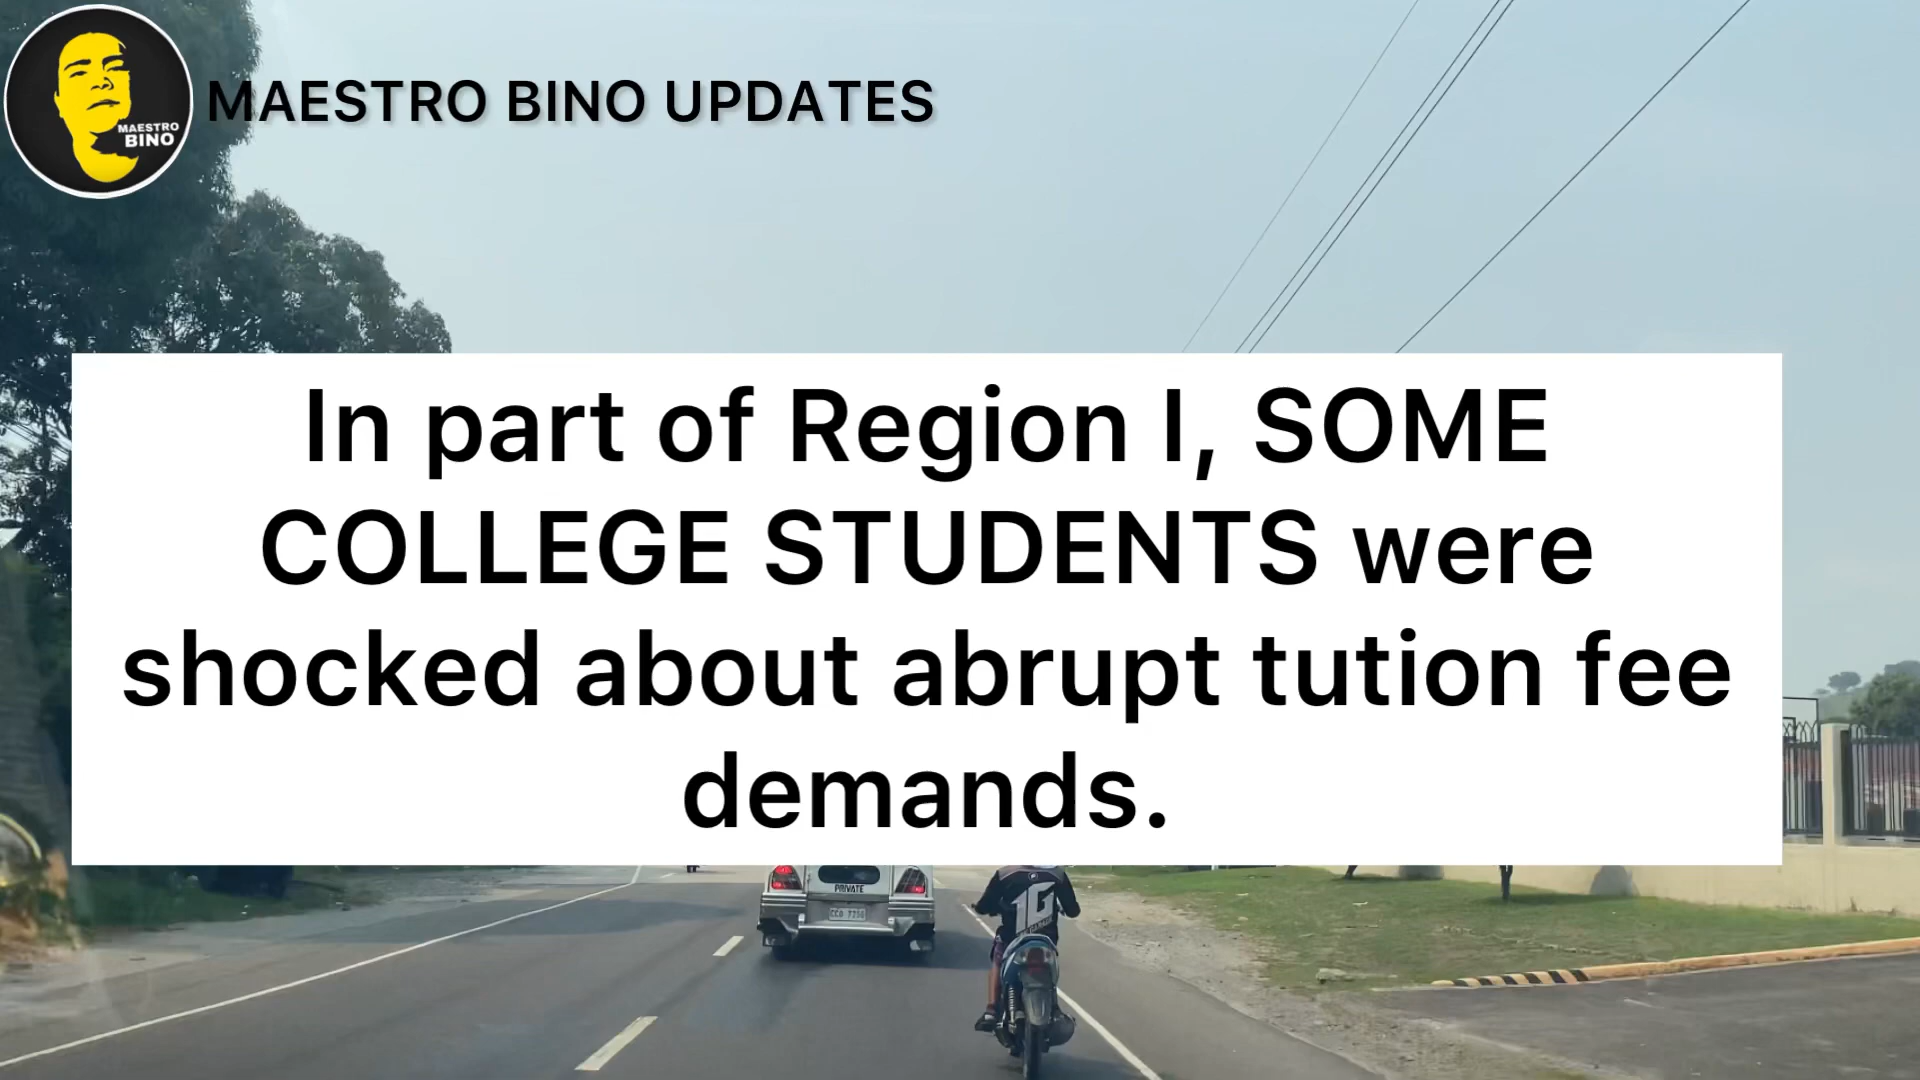 MAESTRO BINO UPDATES
MAESTRO
BINO
In part of Region I, SOME
COLLEGE STUDENTS were
shocked about abrupt tution fee
demands.
PRIVATE
1G